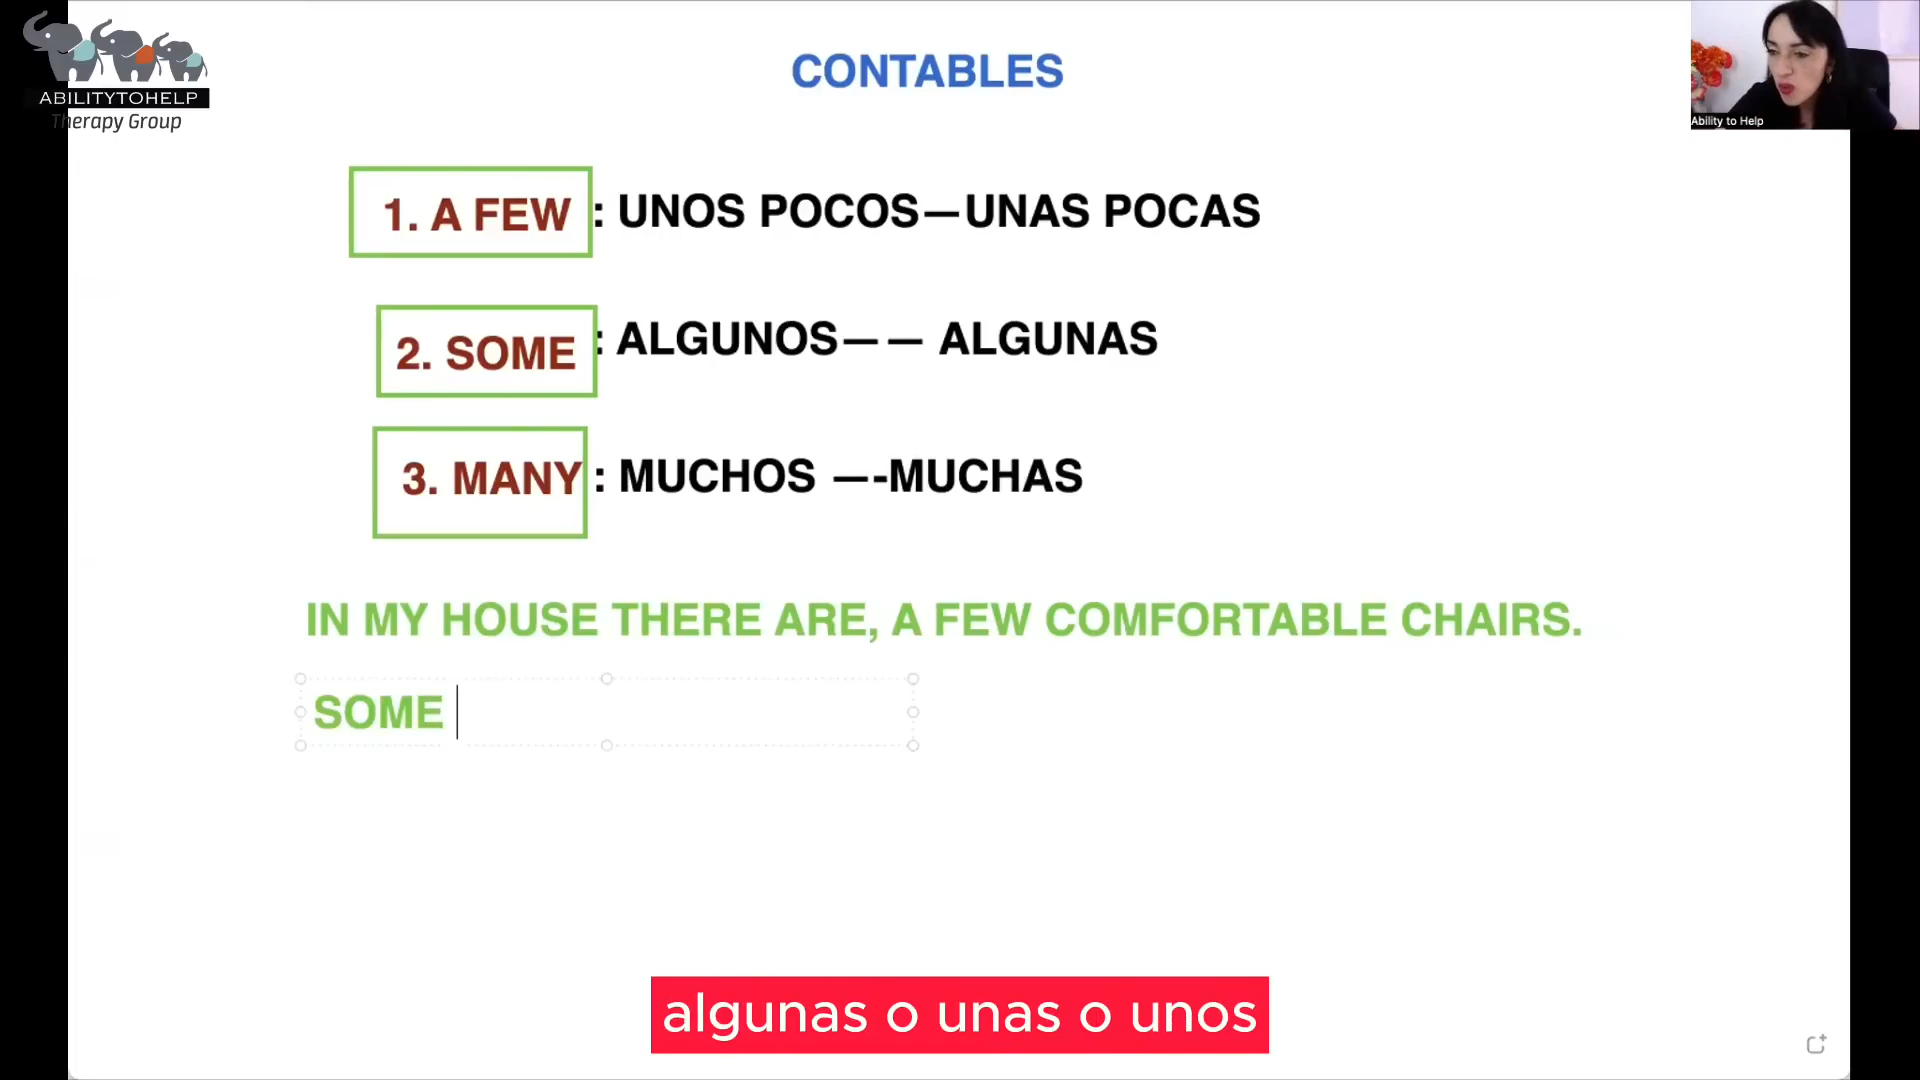 ABILITYTOHELP
Therapy Group
CONTABLES
Ability to Help
1. A FEW : UNOS POCOS—UNAS POCAS
2. SOME : ALGUNOS—— ALGUNAS
3. MANY : MUCHOS —-MUCHAS
IN MY HOUSE THERE ARE, A FEW COMFORTABLE CHAIRS.
SOME
algunas o unas o unos